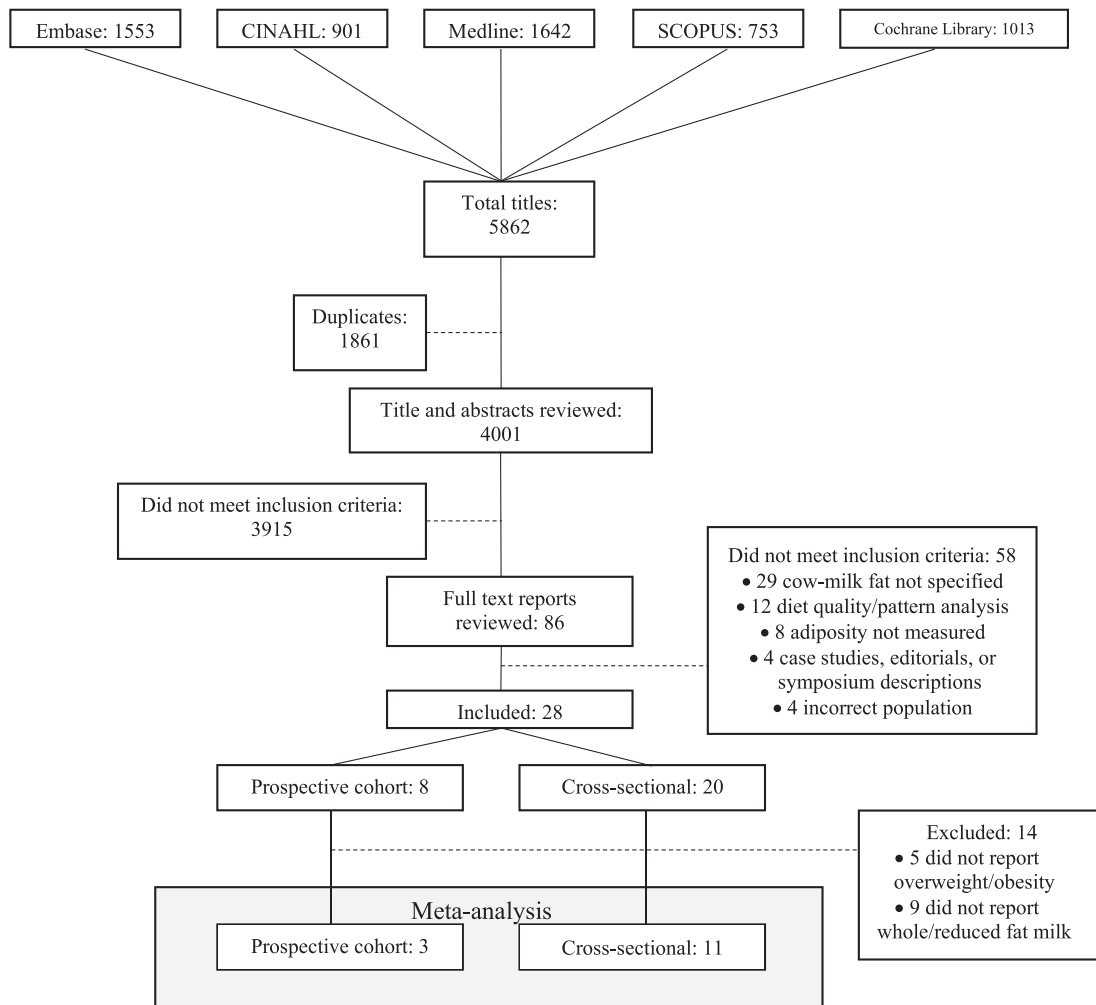 Embase: 1553
CINAHL: 901
Medline: 1642
SCOPUS: 753
Cochrane Library: 1013
Total titles:
5862
Duplicates:
1861
Title and abstracts reviewed:
4001
Did not meet inclusion criteria:
3915
Full text reports
reviewed: 86
Did not meet inclusion criteria: 58
• 29 cow-milk fat not specified
• 12 diet quality/pattern analysis
• 8 adiposity not measured
• 4 case studies, editorials, or
symposium descriptions
• 4 incorrect population
Included: 28
Prospective cohort: 8
Cross-sectional: 20
Excluded: 14
• 5 did not report
overweight/obesity
• 9 did not report
whole/reduced fat milk
Meta-analysis
Prospective cohort: 3
Cross-sectional: 11